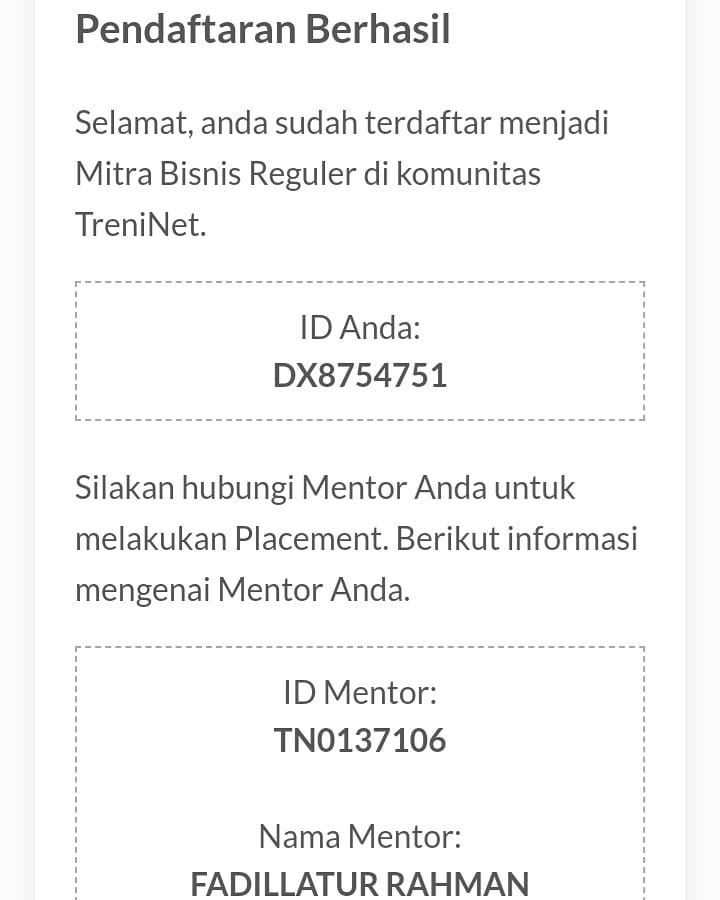 Pendaftaran Berhasil
Selamat, anda sudah terdaftar menjadi
Mitra Bisnis Reguler di komunitas
TreniNet.
ID Anda:
DX8754751
Silakan hubungi Mentor Anda untuk
melakukan Placement. Berikut informasi
mengenai Mentor Anda.
ID Mentor:
TN0137106
Nama Mentor:
FADILLATUR RAHMAN